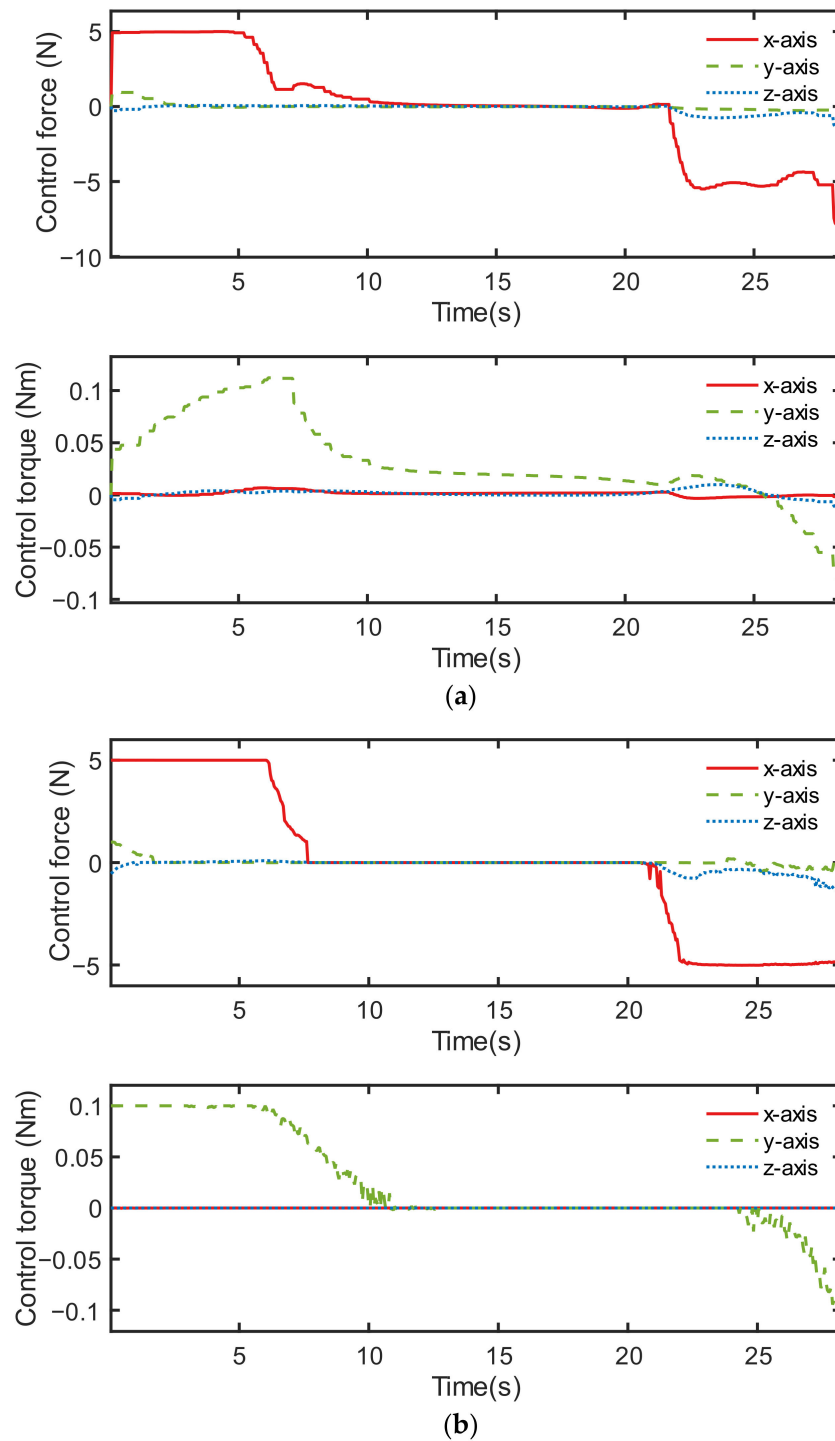 Control force (N)
5
0
−5
−10
x-axis
y-axis
z-axis
5 10 15 20 25
Time(s)
Control torque (Nm)
0.1
0.05
0
−0.05
−0.1
x-axis
y-axis
z-axis
5 10 15 20 25
Time(s)
(a)
Control force (N)
5
0
−5
x-axis
y-axis
z-axis
5 10 15 20 25
Time(s)
Control torque (Nm)
0.1
0.05
0
−0.05
−0.1
x-axis
y-axis
z-axis
5 10 15 20 25
Time(s)
(b)